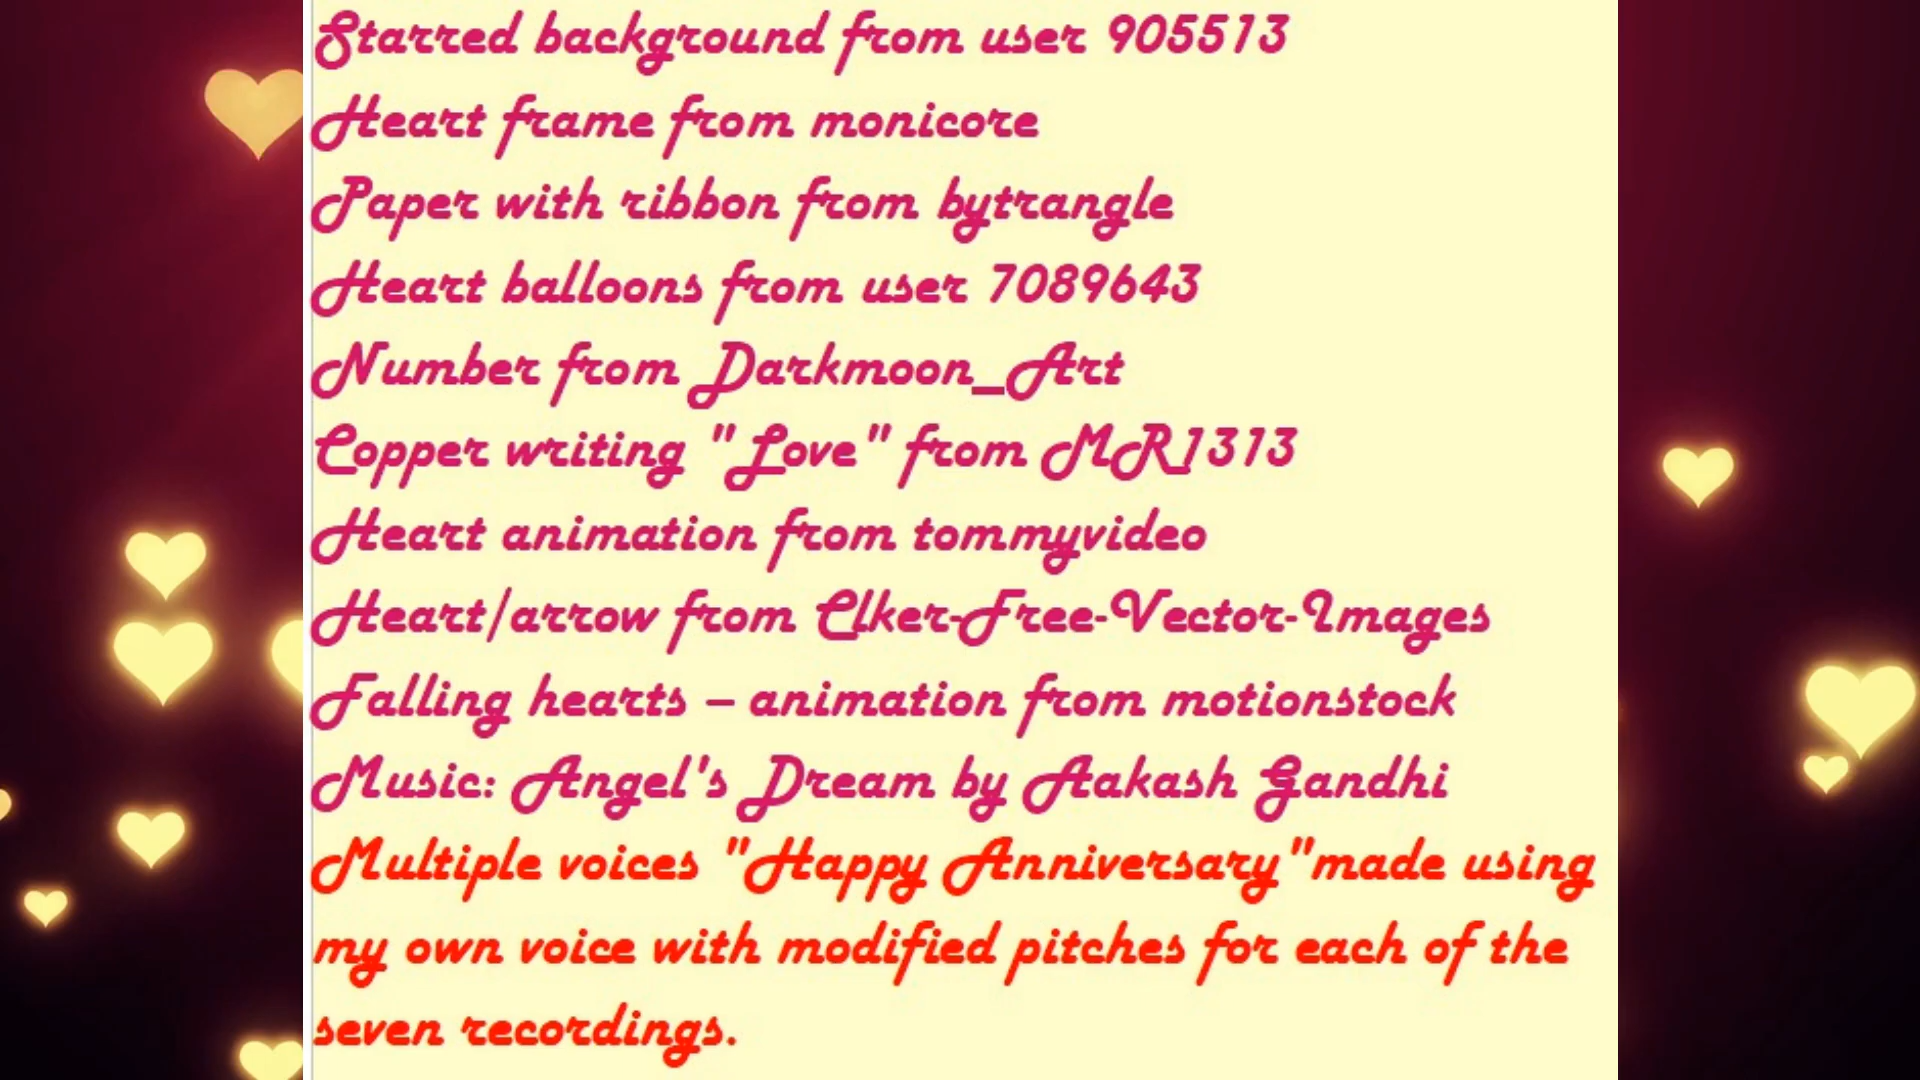 Starred background from user 905513
Heart frame from monicore
Paper with ribbon from bytrangle
Heart balloons from user 7089643
Number from Darkmoon_Art
Copper writing "Love" from MR1313
Heart animation from tommyvideo
Heart/arrow from Clker-Free-Vector-Images
Falling hearts – animation from motionstock
Music: Angel's Dream by Aakash Gandhi
Multiple voices "Happy Anniversary"made using
my own voice with modified pitches for each of the
seven recordings.